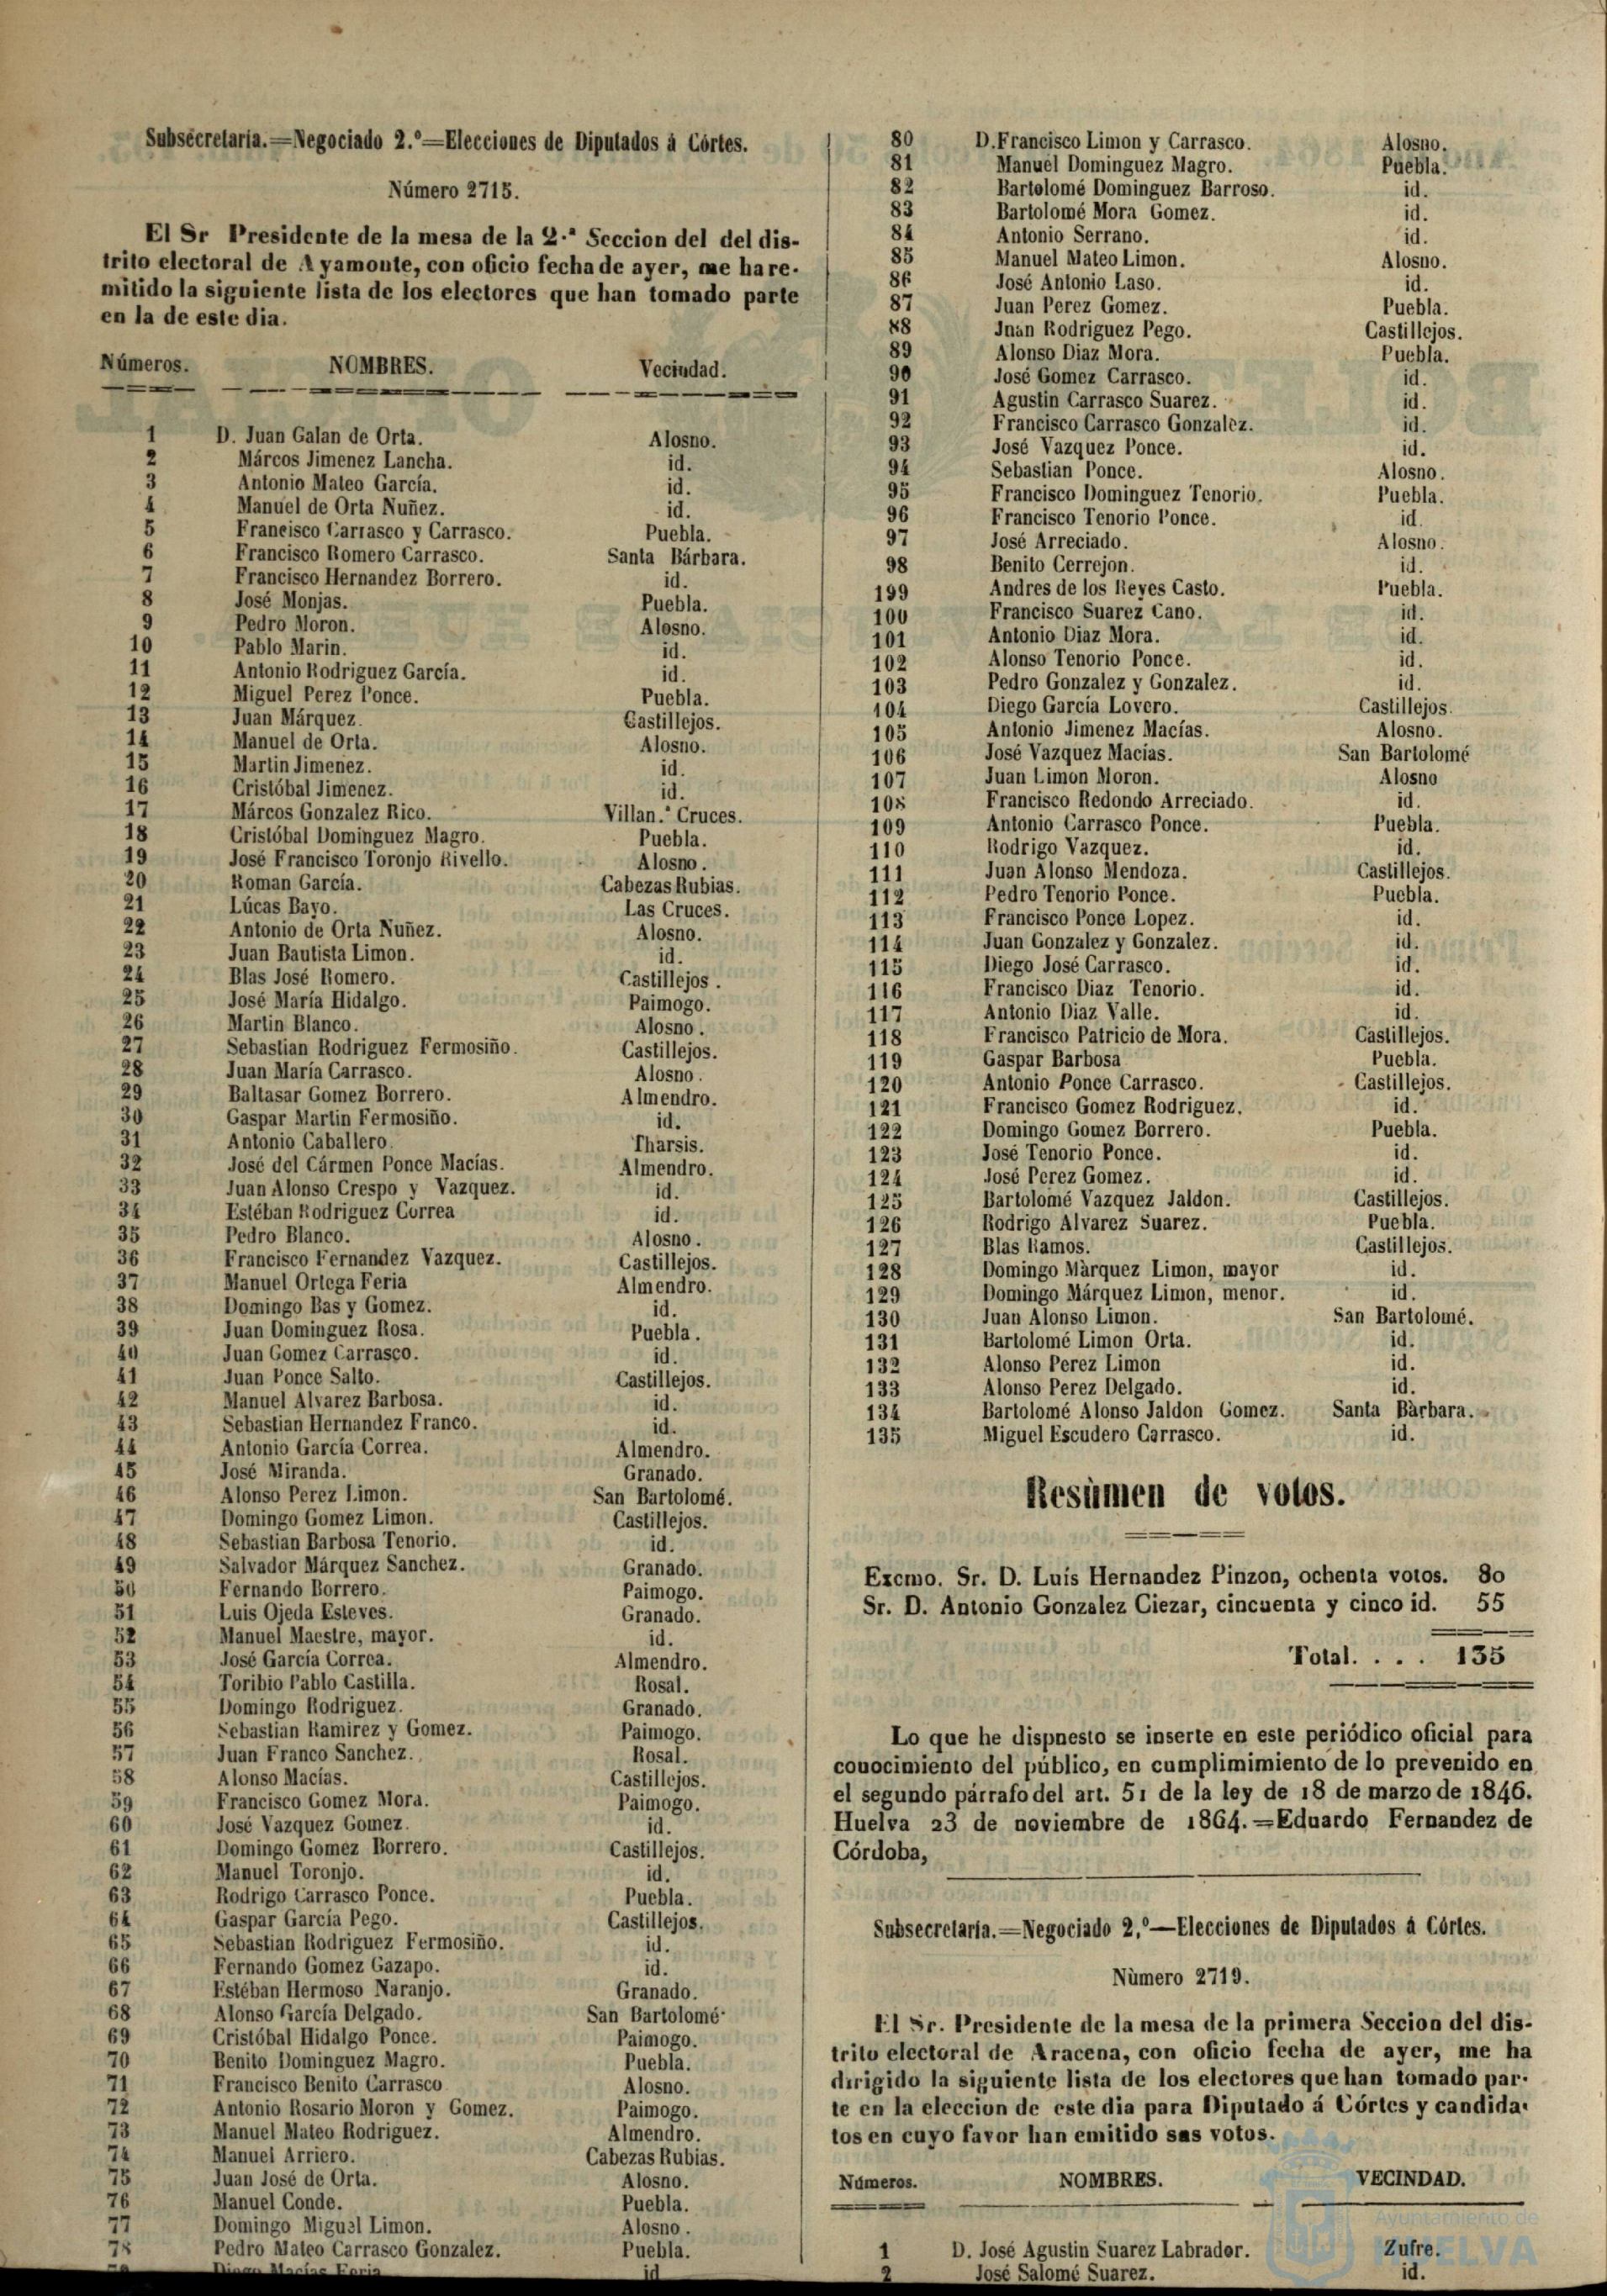 Subsecretaria.=Negociado 2.º=Elecciones de Diputados á Córtes.
Número 2715.
El Sr Presidente de la mesa de la 2.ª Seccion del del dis-
trito electoral de Ayamonte, con oficio fecha de ayer, me ha re-
mitido la siguiente lista de los electores que han tomado parte
en la de este dia.
Números. NOMBRES. Vecindad.
1 D. Juan Galan de Orta. Alosno.
2 Márcos Jimenez Lancha. id.
3 Antonio Mateo García. id.
4 Manuel de Orta Nuñez. id.
5 Francisco Carrasco y Carrasco. Puebla.
6 Francisco Romero Carrasco. Santa Bárbara.
7 Francisco Hernandez Borrero. id.
8 José Monjas. Puebla.
9 Pedro Moron. Alosno.
10 Pablo Marin. id.
11 Antonio Rodriguez García. id.
12 Miguel Perez Ponce. Puebla.
13 Juan Márquez. Castillejos.
14 Manuel de Orta. Alosno.
15 Martin Jimenez. id.
16 Cristóbal Jimenez. id.
17 Márcos Gonzalez Rico. Villan.ª Cruces.
18 Cristóbal Dominguez Magro. Puebla.
19 José Francisco Toronjo Rivello. Alosno.
20 Roman García. Cabezas Rubias.
21 Lúcas Bayo. Las Cruces.
22 Antonio de Orta Nuñez. Alosno.
23 Juan Bautista Limon. id.
24 Blas José Romero. Castillejos.
25 José María Hidalgo. Paimogo.
26 Martin Blanco. Alosno.
27 Sebastian Rodriguez Fermosiño. Castillejos.
28 Juan María Carrasco. Alosno.
29 Baltasar Gomez Borrero. Almendro.
30 Gaspar Martin Fermosiño. id.
31 Antonio Caballero. Tharsis.
32 José del Cármen Ponce Macías. Almendro.
33 Juan Alonso Crespo y Vazquez. id.
34 Estéban Rodriguez Correa id.
35 Pedro Blanco. Alosno.
36 Francisco Fernandez Vazquez. Castillejos.
37 Manuel Ortega Feria Almendro.
38 Domingo Bas y Gomez. id.
39 Juan Dominguez Rosa. Puebla.
40 Juan Gomez Carrasco. id.
41 Juan Ponce Salto. Castillejos.
42 Manuel Alvarez Barbosa. id.
43 Sebastian Hernandez Franco. id.
44 Antonio García Correa. Almendro.
45 José Miranda. Granado.
46 Alonso Perez Limon. San Bartolomé.
47 Domingo Gomez Limon. Castillejos.
48 Sebastian Barbosa Tenorio. id.
49 Salvador Márquez Sanchez. Granado.
50 Fernando Borrero. Paimogo.
51 Luis Ojeda Esteves. Granado.
52 Manuel Maestre, mayor. id.
53 José García Correa. Almendro.
54 Toribio Pablo Castilla. Rosal.
55 Domingo Rodriguez. Granado.
56 Sebastian Ramirez y Gomez. Paimogo.
57 Juan Franco Sanchez. Rosal.
58 Alonso Macías. Castillejos.
59 Francisco Gomez Mora. Paimogo.
60 José Vazquez Gomez. id.
61 Domingo Gomez Borrero. Castillejos.
62 Manuel Toronjo. id.
63 Rodrigo Carrasco Ponce. Puebla.
64 Gaspar García Pego. Castillejos.
65 Sebastian Rodriguez Fermosiño. id.
66 Fernando Gomez Gazapo. id.
67 Estéban Hermoso Naranjo. Granado.
68 Alonso García Delgado. San Bartolomé
69 Cristóbal Hidalgo Ponce. Paimogo.
70 Benito Dominguez Magro. Puebla.
71 Francisco Benito Carrasco Alosno.
72 Antonio Rosario Moron y Gomez. Paimogo.
73 Manuel Mateo Rodriguez. Almendro.
74 Manuel Arriero. Cabezas Rubias.
75 Juan José de Orta. Alosno.
76 Manuel Conde. Puebla.
77 Domingo Miguel Limon. Alosno.
78 Pedro Mateo Carrasco Gonzalez. Puebla.
79 Diego Macías Feria id
80 D. Francisco Limon y Carrasco. Alosno.
81 Manuel Dominguez Magro. Puebla.
82 Bartolomé Dominguez Barroso. id.
83 Bartolomé Mora Gomez. id.
84 Antonio Serrano. id.
85 Manuel Mateo Limon. Alosno.
86 José Antonio Laso. id.
87 Juan Perez Gomez. Puebla.
88 Jnan Rodriguez Pego. Castillejos.
89 Alonso Diaz Mora. Puebla.
90 José Gomez Carrasco. id.
91 Agustin Carrasco Suarez. id.
92 Francisco Carrasco Gonzalez. id.
93 José Vazquez Ponce. id.
94 Sebastian Ponce. Alosno.
95 Francisco Dominguez Tenorio. Puebla.
96 Francisco Tenorio Ponce. id.
97 José Arreciado. Alosno.
98 Benito Cerrejon. id.
199 Andres de los Reyes Casto. Puebla.
100 Francisco Suarez Cano. id.
101 Antonio Diaz Mora. id.
102 Alonso Tenorio Ponce. id.
103 Pedro Gonzalez y Gonzalez. id.
104 Diego García Lovero. Castillejos.
105 Antonio Jimenez Macías. Alosno.
106 José Vazquez Macías. San Bartolomé
107 Juan Limon Moron. Alosno
108 Francisco Redondo Arreciado. id.
109 Antonio Carrasco Ponce. Puebla.
110 Rodrigo Vazquez. id.
111 Juan Alonso Mendoza. Castillejos.
112 Pedro Tenorio Ponce. Puebla.
113 Francisco Ponce Lopez. id.
114 Juan Gonzalez y Gonzalez. id.
115 Diego José Carrasco. id.
116 Francisco Diaz Tenorio. id.
117 Antonio Diaz Valle. id.
118 Francisco Patricio de Mora. Castillejos.
119 Gaspar Barbosa Puebla.
120 Antonio Ponce Carrasco. Castillejos.
121 Francisco Gomez Rodriguez. id.
122 Domingo Gomez Borrero. Puebla.
123 José Tenorio Ponce. id.
124 José Perez Gomez. id.
125 Bartolomé Vazquez Jaldon. Castillejos.
126 Rodrigo Alvarez Suarez. Puebla.
127 Blas Ramos. Castillejos.
128 Domingo Màrquez Limon, mayor id.
129 Domingo Márquez Limon, menor. id.
130 Juan Alonso Limon. San Bartolomé.
131 Bartolomé Limon Orta. id.
132 Alonso Perez Limon id.
133 Alonso Perez Delgado. id.
134 Bartolomé Alonso Jaldon Gomez. Santa Bàrbara.
135 Miguel Escudero Carrasco. id.
Resùmen de votos.
Excmo. Sr. D. Luís Hernandez Pinzon, ochenta votos. 80
Sr. D. Antonio Gonzalez Ciezar, cincuenta y cinco id. 55
Total. . . . 135
Lo que he dispnesto se inserte en este periódico oficial para
conocimiento del público, en cumplimimiento de lo prevenido en
el segundo párrafo del art. 51 de la ley de 18 de marzo de 1846.
Huelva 23 de noviembre de 1864.=Eduardo Fernandez de
Córdoba,
Subsecretaría.=Negociado 2.º—Elecciones de Diputados á Córtes.
Nùmero 2719.
El Sr. Presidente de la mesa de la primera Seccion del dis-
trito electoral de Aracena, con oficio fecha de ayer, me ha
dirigido la siguiente lista de los electores que han tomado par-
te en la eleccion de este dia para Diputado á Córtes y candida-
tos en cuyo favor han emitido sus votos.
Números. NOMBRES. VECINDAD.
1 D. José Agustin Suarez Labrador. Zufre.
2 José Salomé Suarez. id.
Ayuntamiento de
HUELVA